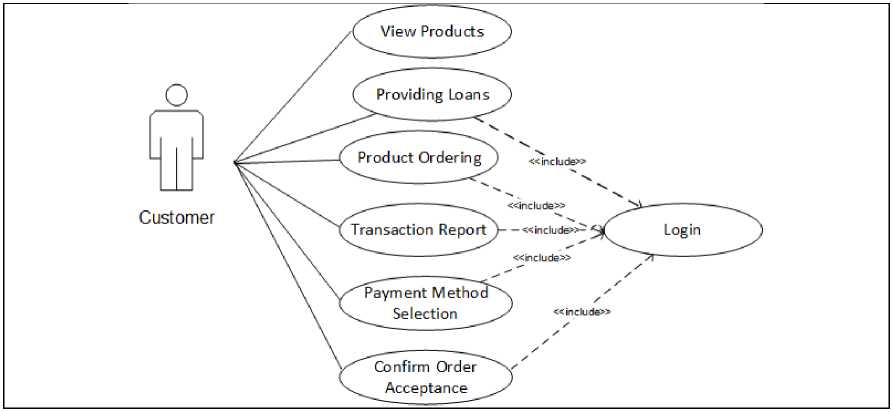 View Products
Providing Loans
Product Ordering
<<include>>
<<include>>
Customer
Transaction Report
<<include>>
Login
<<include>>
Payment Method
Selection
<<include>>
Confirm Order
Acceptance